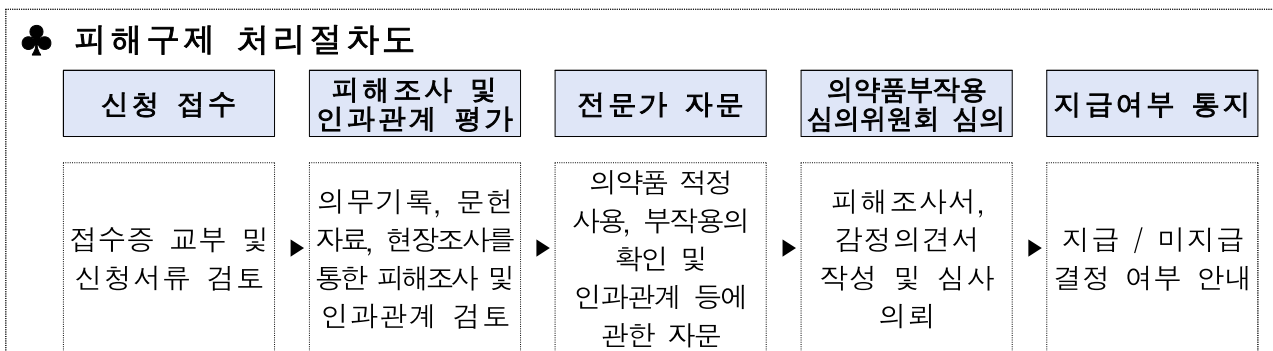 ♣ 피해구제 처리절차도
신청 접수
피해조사 및
인과관계 평가
전문가 자문
의약품부작용
심의위원회 심의
지급여부 통지
접수증 교부 및
신청서류 검토
▶
의무기록, 문헌
자료, 현장조사를
통한 피해조사 및
인과관계 검토
▶
의약품 적정
사용, 부작용의
확인 및
인과관계 등에
관한 자문
▶
피해조사서,
감정의견서
작성 및 심사
의뢰
▶
지급 / 미지급
결정 여부 안내